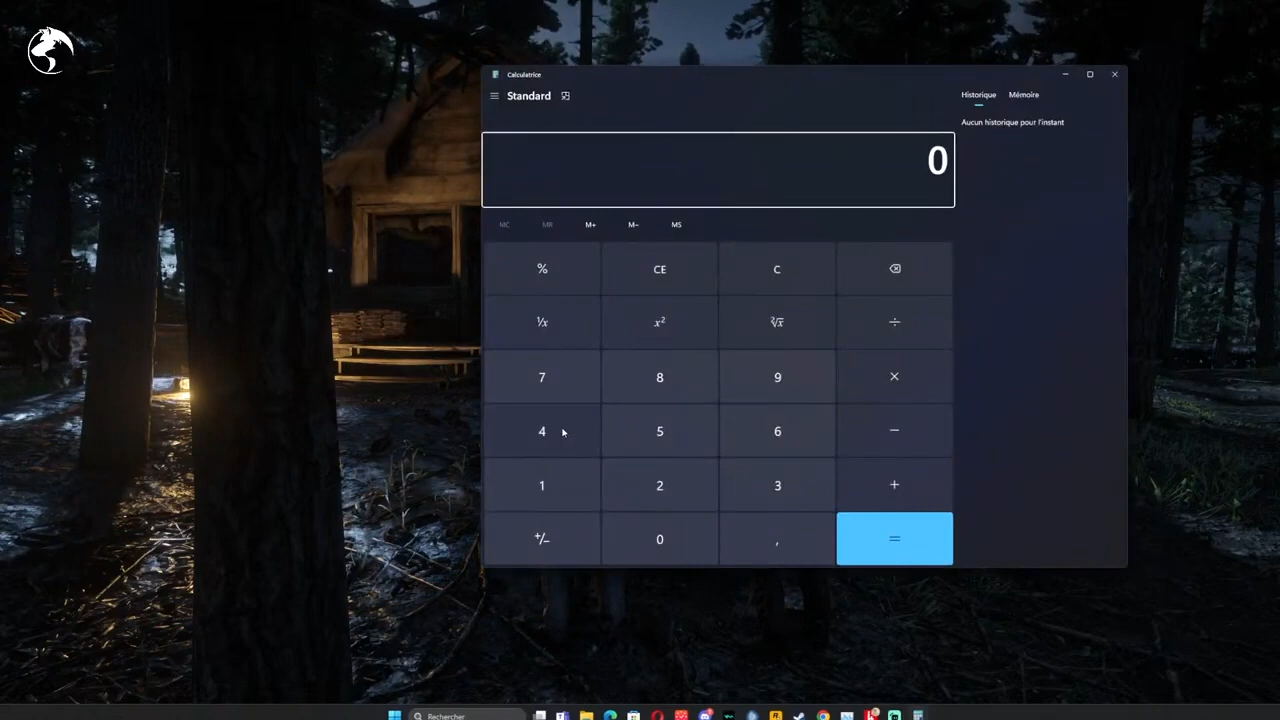 Calculatrice
Standard
Historique Mémoire
Aucun historique pour l'instant
0
MC MR M+ M- MS
% CE C
¹/x x² ²√x ÷
7 8 9 ×
4 5 6 −
1 2 3 +
+/− 0 , =
Rechercher